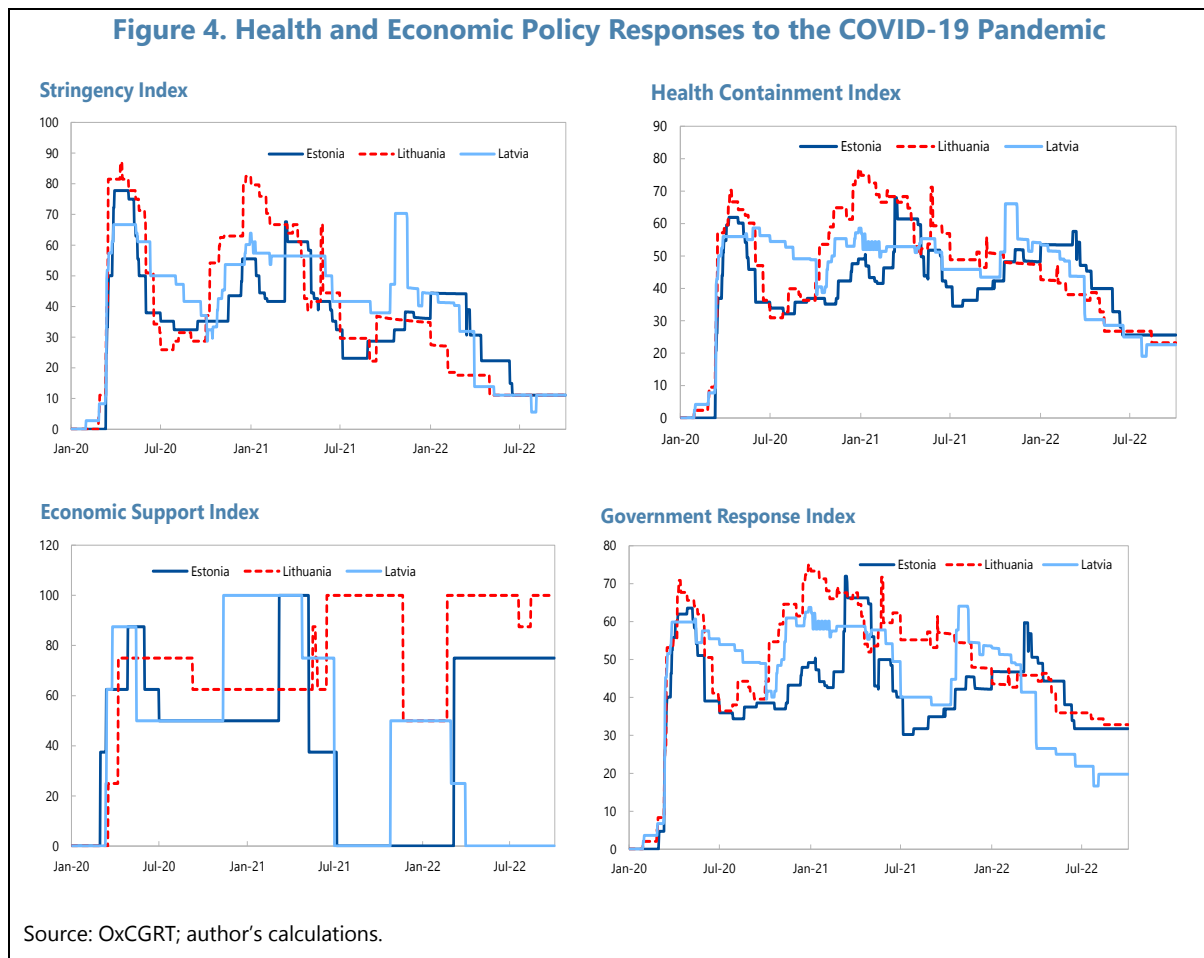 Figure 4. Health and Economic Policy Responses to the COVID-19 Pandemic
Stringency Index
100
90
80
70
60
50
40
30
20
10
0
Estonia Lithuania Latvia
Jan-20 Jul-20 Jan-21 Jul-21 Jan-22 Jul-22
Health Containment Index
90
80
70
60
50
40
30
20
10
0
Estonia Lithuania Latvia
Jan-20 Jul-20 Jan-21 Jul-21 Jan-22 Jul-22
Economic Support Index
120
100
80
60
40
20
0
Estonia Lithuania Latvia
Jan-20 Jul-20 Jan-21 Jul-21 Jan-22 Jul-22
Government Response Index
80
70
60
50
40
30
20
10
0
Estonia Lithuania Latvia
Jan-20 Jul-20 Jan-21 Jul-21 Jan-22 Jul-22
Source: OxCGRT; author’s calculations.